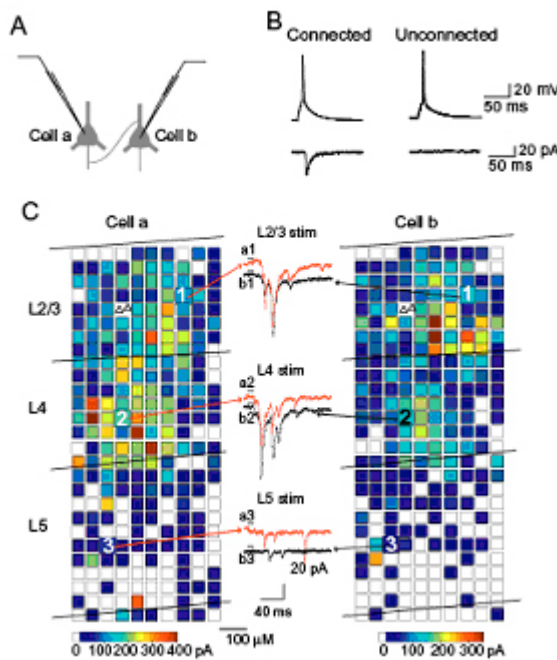 A
Cell a
Cell b
B
Connected
Unconnected
20 mV
50 ms
20 pA
50 ms
C
Cell a
L2/3 stim
Cell b
a1
b1
1
1
L2/3
L4 stim
a2
b2
L4
2
2
L5 stim
a3
b3
L5
3
3
20 pA
40 ms
0 100 200 300 400 pA
100 μM
0 100 200 300 pA